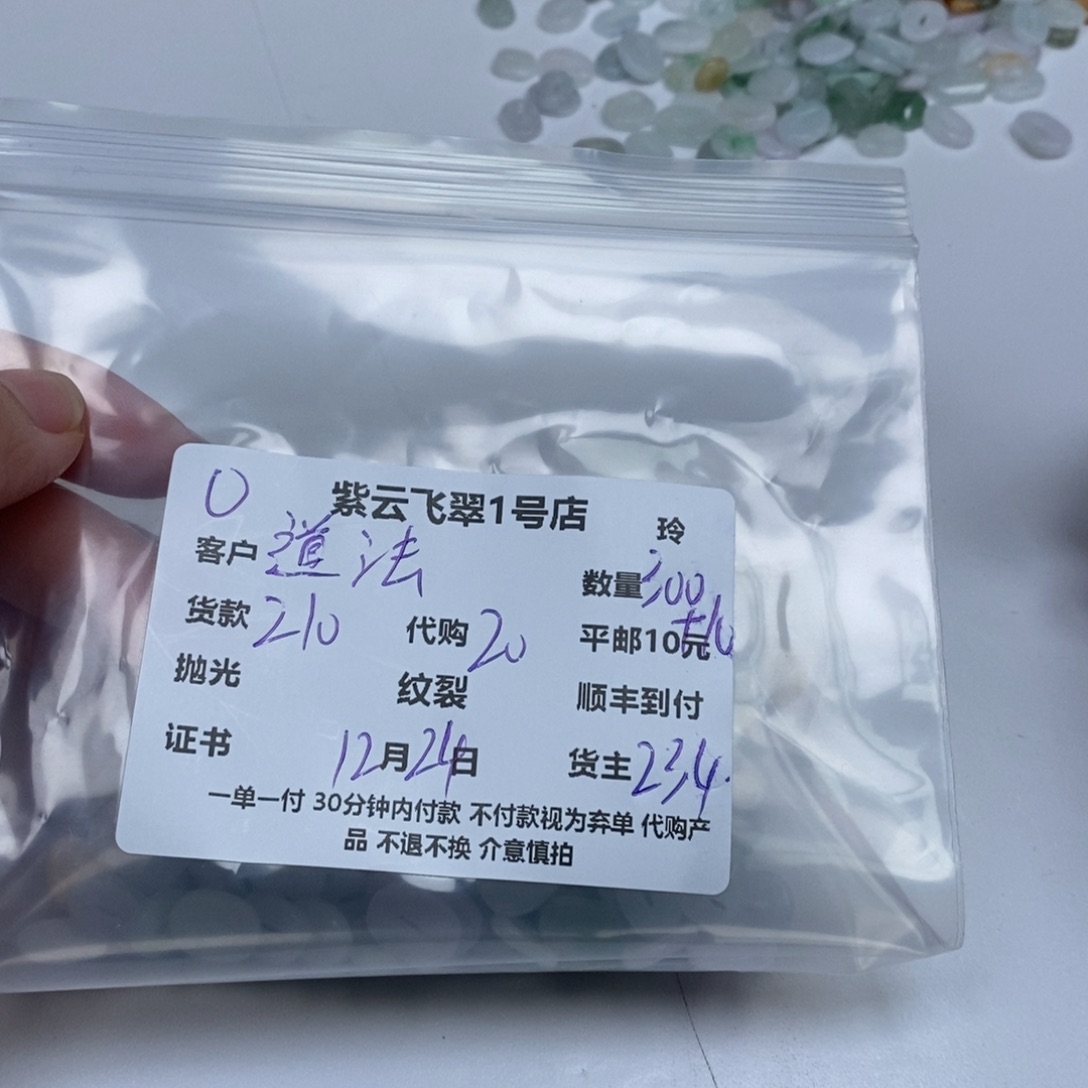 0 紫云飞翠1号店 玲
客户 道法 数量 300
货款 210 代购 20 平邮10元 +10
抛光 纹裂 顺丰到付
证书 12月24日 货主 234
一单一付 30分钟内付款 不付款视为弃单 代购产
品 不退不换 介意慎拍